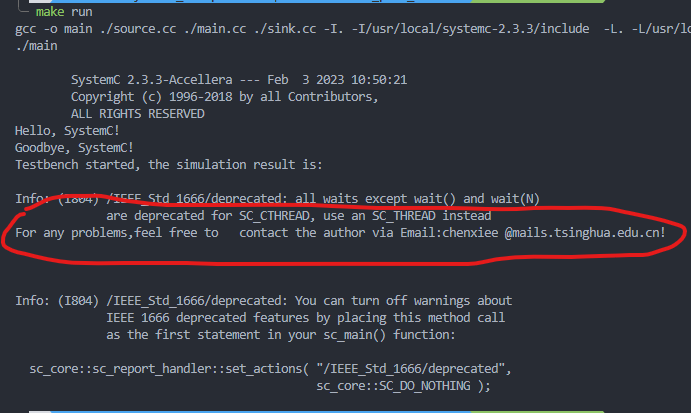 make run
gcc -o main ./source.cc ./main.cc ./sink.cc -I. -I/usr/local/systemc-2.3.3/include -L. -L/usr/lo
./main
SystemC 2.3.3-Accellera --- Feb 3 2023 10:50:21
Copyright (c) 1996-2018 by all Contributors,
ALL RIGHTS RESERVED
Hello, SystemC!
Goodbye, SystemC!
Testbench started, the simulation result is:
Info: (I804) /IEEE_Std_1666/deprecated: all waits except wait() and wait(N)
are deprecated for SC_CTHREAD, use an SC_THREAD instead
For any problems,feel free to contact the author via Email:chenxiee @mails.tsinghua.edu.cn!
Info: (I804) /IEEE_Std_1666/deprecated: You can turn off warnings about
IEEE 1666 deprecated features by placing this method call
as the first statement in your sc_main() function:
sc_core::sc_report_handler::set_actions( "/IEEE_Std_1666/deprecated",
sc_core::SC_DO_NOTHING );